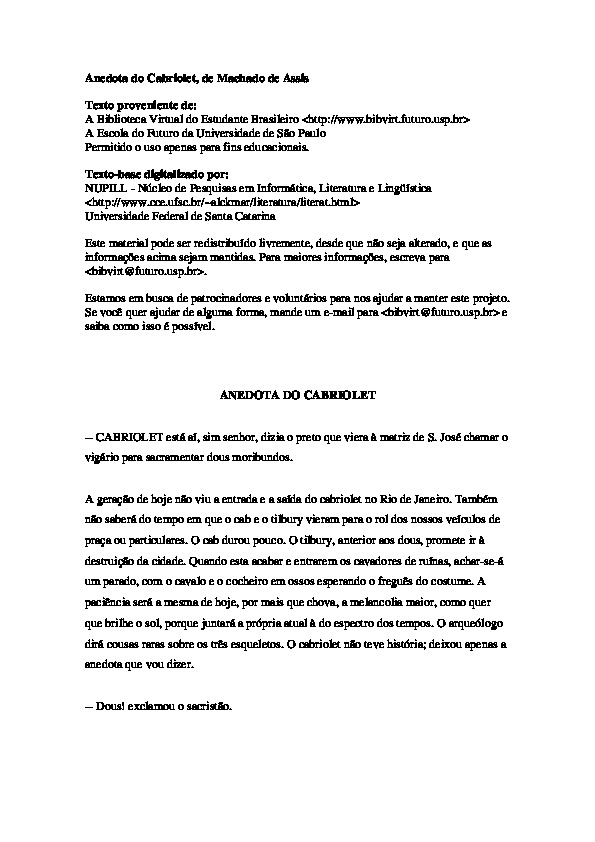 Anedota do Cabriolet, de Machado de Assis
Texto proveniente de:
A Biblioteca Virtual do Estudante Brasileiro <http://www.bibvirt.futuro.usp.br>
A Escola do Futuro da Universidade de São Paulo
Permitido o uso apenas para fins educacionais.
Texto-base digitalizado por:
NUPILL - Núcleo de Pesquisas em Informática, Literatura e Lingüística
<http://www.cce.ufsc.br/~alckmar/literatura/literat.html>
Universidade Federal de Santa Catarina
Este material pode ser redistribuído livremente, desde que não seja alterado, e que as
informações acima sejam mantidas. Para maiores informações, escreva para
<bibvirt@futuro.usp.br>.
Estamos em busca de patrocinadores e voluntários para nos ajudar a manter este projeto.
Se você quer ajudar de alguma forma, mande um e-mail para <bibvirt@futuro.usp.br> e
saiba como isso é possível.
ANEDOTA DO CABRIOLET
-- CABRIOLET está aí, sim senhor, dizia o preto que viera à matriz de S. José chamar o
vigário para sacramentar dous moribundos.
A geração de hoje não viu a entrada e a saída do cabriolet no Rio de Janeiro. Também
não saberá do tempo em que o cab e o tilbury vieram para o rol dos nossos veículos de
praça ou particulares. O cab durou pouco. O tilbury, anterior aos dous, promete ir à
destruição da cidade. Quando esta acabar e entrarem os cavadores de ruínas, achar-se-á
um parado, com o cavalo e o cocheiro em ossos esperando o freguês do costume. A
paciência será a mesma de hoje, por mais que chova, a melancolia maior, como quer
que brilhe o sol, porque juntará a própria atual à do espectro dos tempos. O arqueólogo
dirá cousas raras sobre os três esqueletos. O cabriolet não teve história; deixou apenas a
anedota que vou dizer.
-- Dous! exclamou o sacristão.